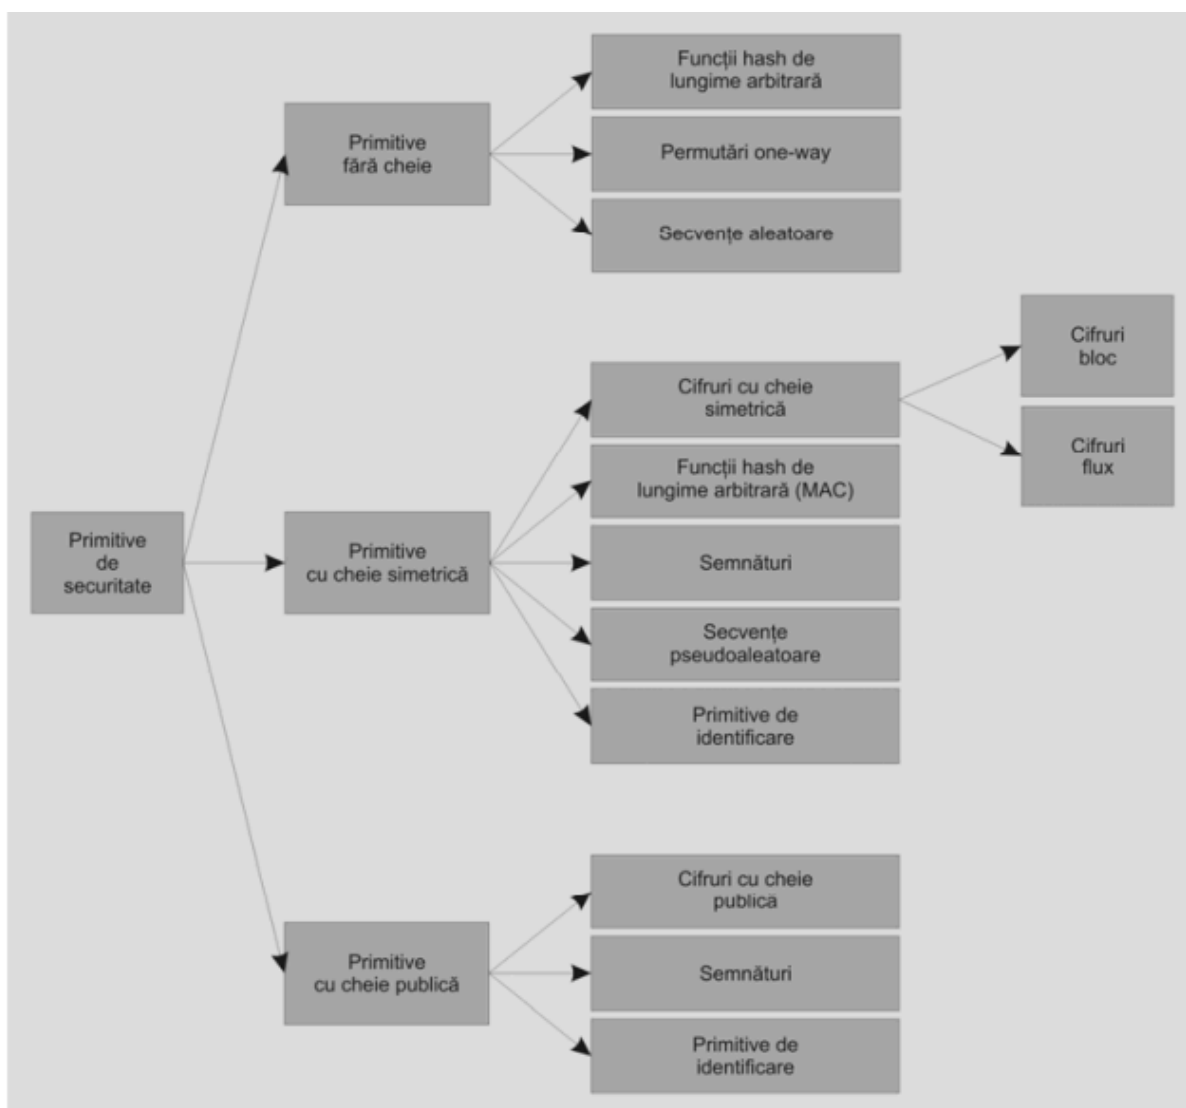 Funcții hash de
lungime arbitrară
Primitive
fără cheie
Permutări one-way
Secvențe aleatoare
Cifruri
bloc
Cifruri cu cheie
simetrică
Cifruri
flux
Funcții hash de
lungime arbitrară (MAC)
Primitive
de
securitate
Primitive
cu cheie simetrică
Semnături
Secvențe
pseudoaleatoare
Primitive de
identificare
Cifruri cu cheie
publică
Primitive
cu cheie publică
Semnături
Primitive de
identificare